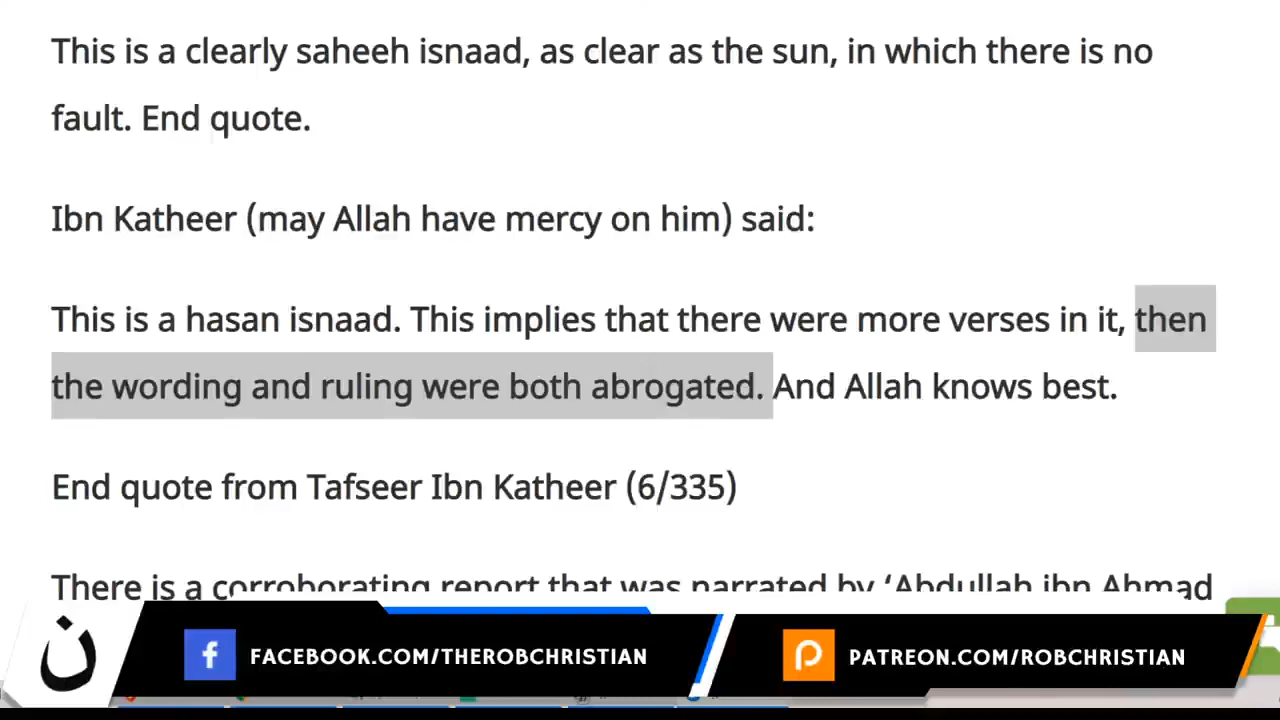 This is a clearly saheeh isnaad, as clear as the sun, in which there is no
fault. End quote.
Ibn Katheer (may Allah have mercy on him) said:
This is a hasan isnaad. This implies that there were more verses in it, then
the wording and ruling were both abrogated. And Allah knows best.
End quote from Tafseer Ibn Katheer (6/335)
There is a corroborating report that was narrated by ‘Abdullah ibn Ahmad
ن
f FACEBOOK.COM/THEROBCHRISTIAN
PATREON.COM/ROBCHRISTIAN